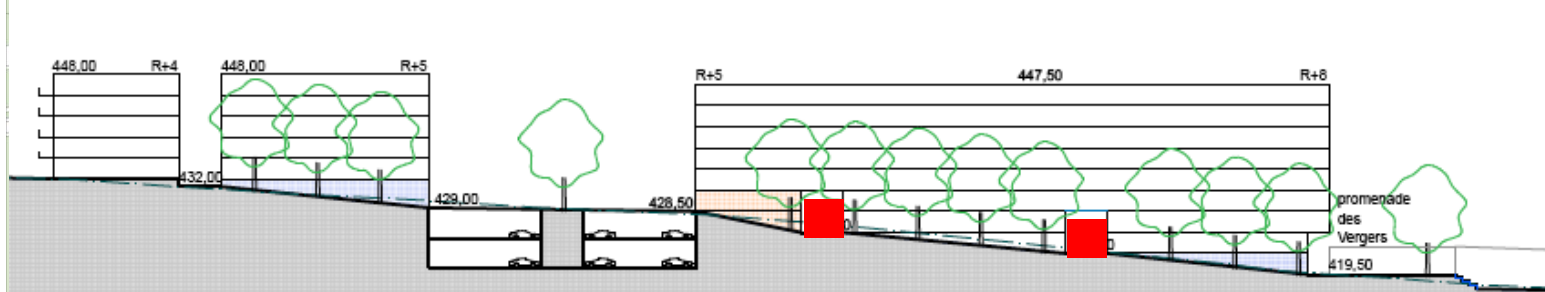 448,00 R+4
448,00 R+5
R+5 447,50 R+8
432,00
429,00
428,50
promenade
des
Vergers
419,50